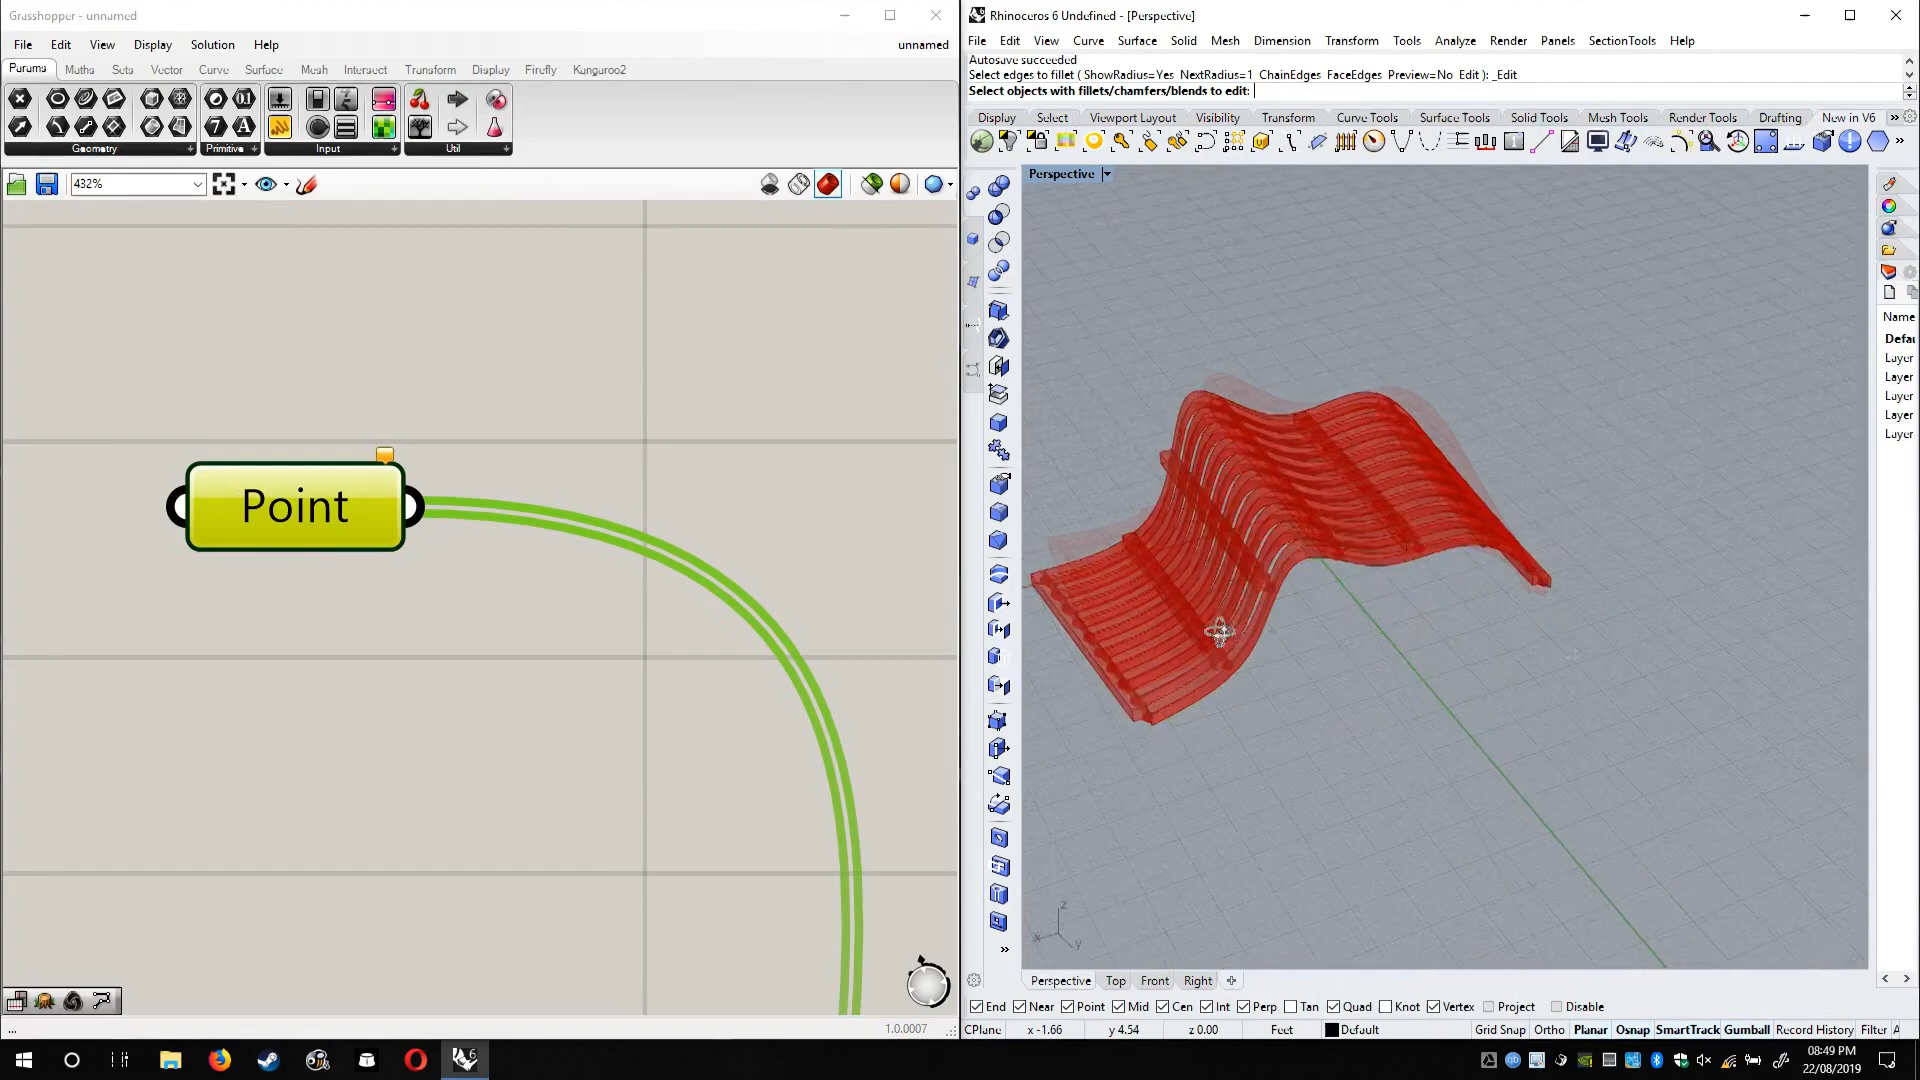 Grasshopper - unnamed
File Edit View Display Solution Help unnamed
Params Maths Sets Vector Curve Surface Mesh Intersect Transform Display Firefly Kangaroo2
Geometry Primitive Input Util
432%
Point
1.0.0007
...
Rhinoceros 6 Undefined - [Perspective]
File Edit View Curve Surface Solid Mesh Dimension Transform Tools Analyze Render Panels SectionTools Help
Autosave succeeded
Select edges to fillet ( ShowRadius=Yes NextRadius=1 ChainEdges FaceEdges Preview=No Edit ): _Edit
Select objects with fillets/chamfers/blends to edit:
Display Select Viewport Layout Visibility Transform Curve Tools Surface Tools Solid Tools Mesh Tools Render Tools Drafting New in V6
Perspective
Name
Defau
Layer
Layer
Layer
Layer
Layer
z
x
y
Perspective Top Front Right
End Near Point Mid Cen Int Perp Tan Quad Knot Vertex Project Disable
CPlane x -1.66 y 4.54 z 0.00 Feet Default Grid Snap Ortho Planar Osnap SmartTrack Gumball Record History Filter A
08:49 PM
22/08/2019